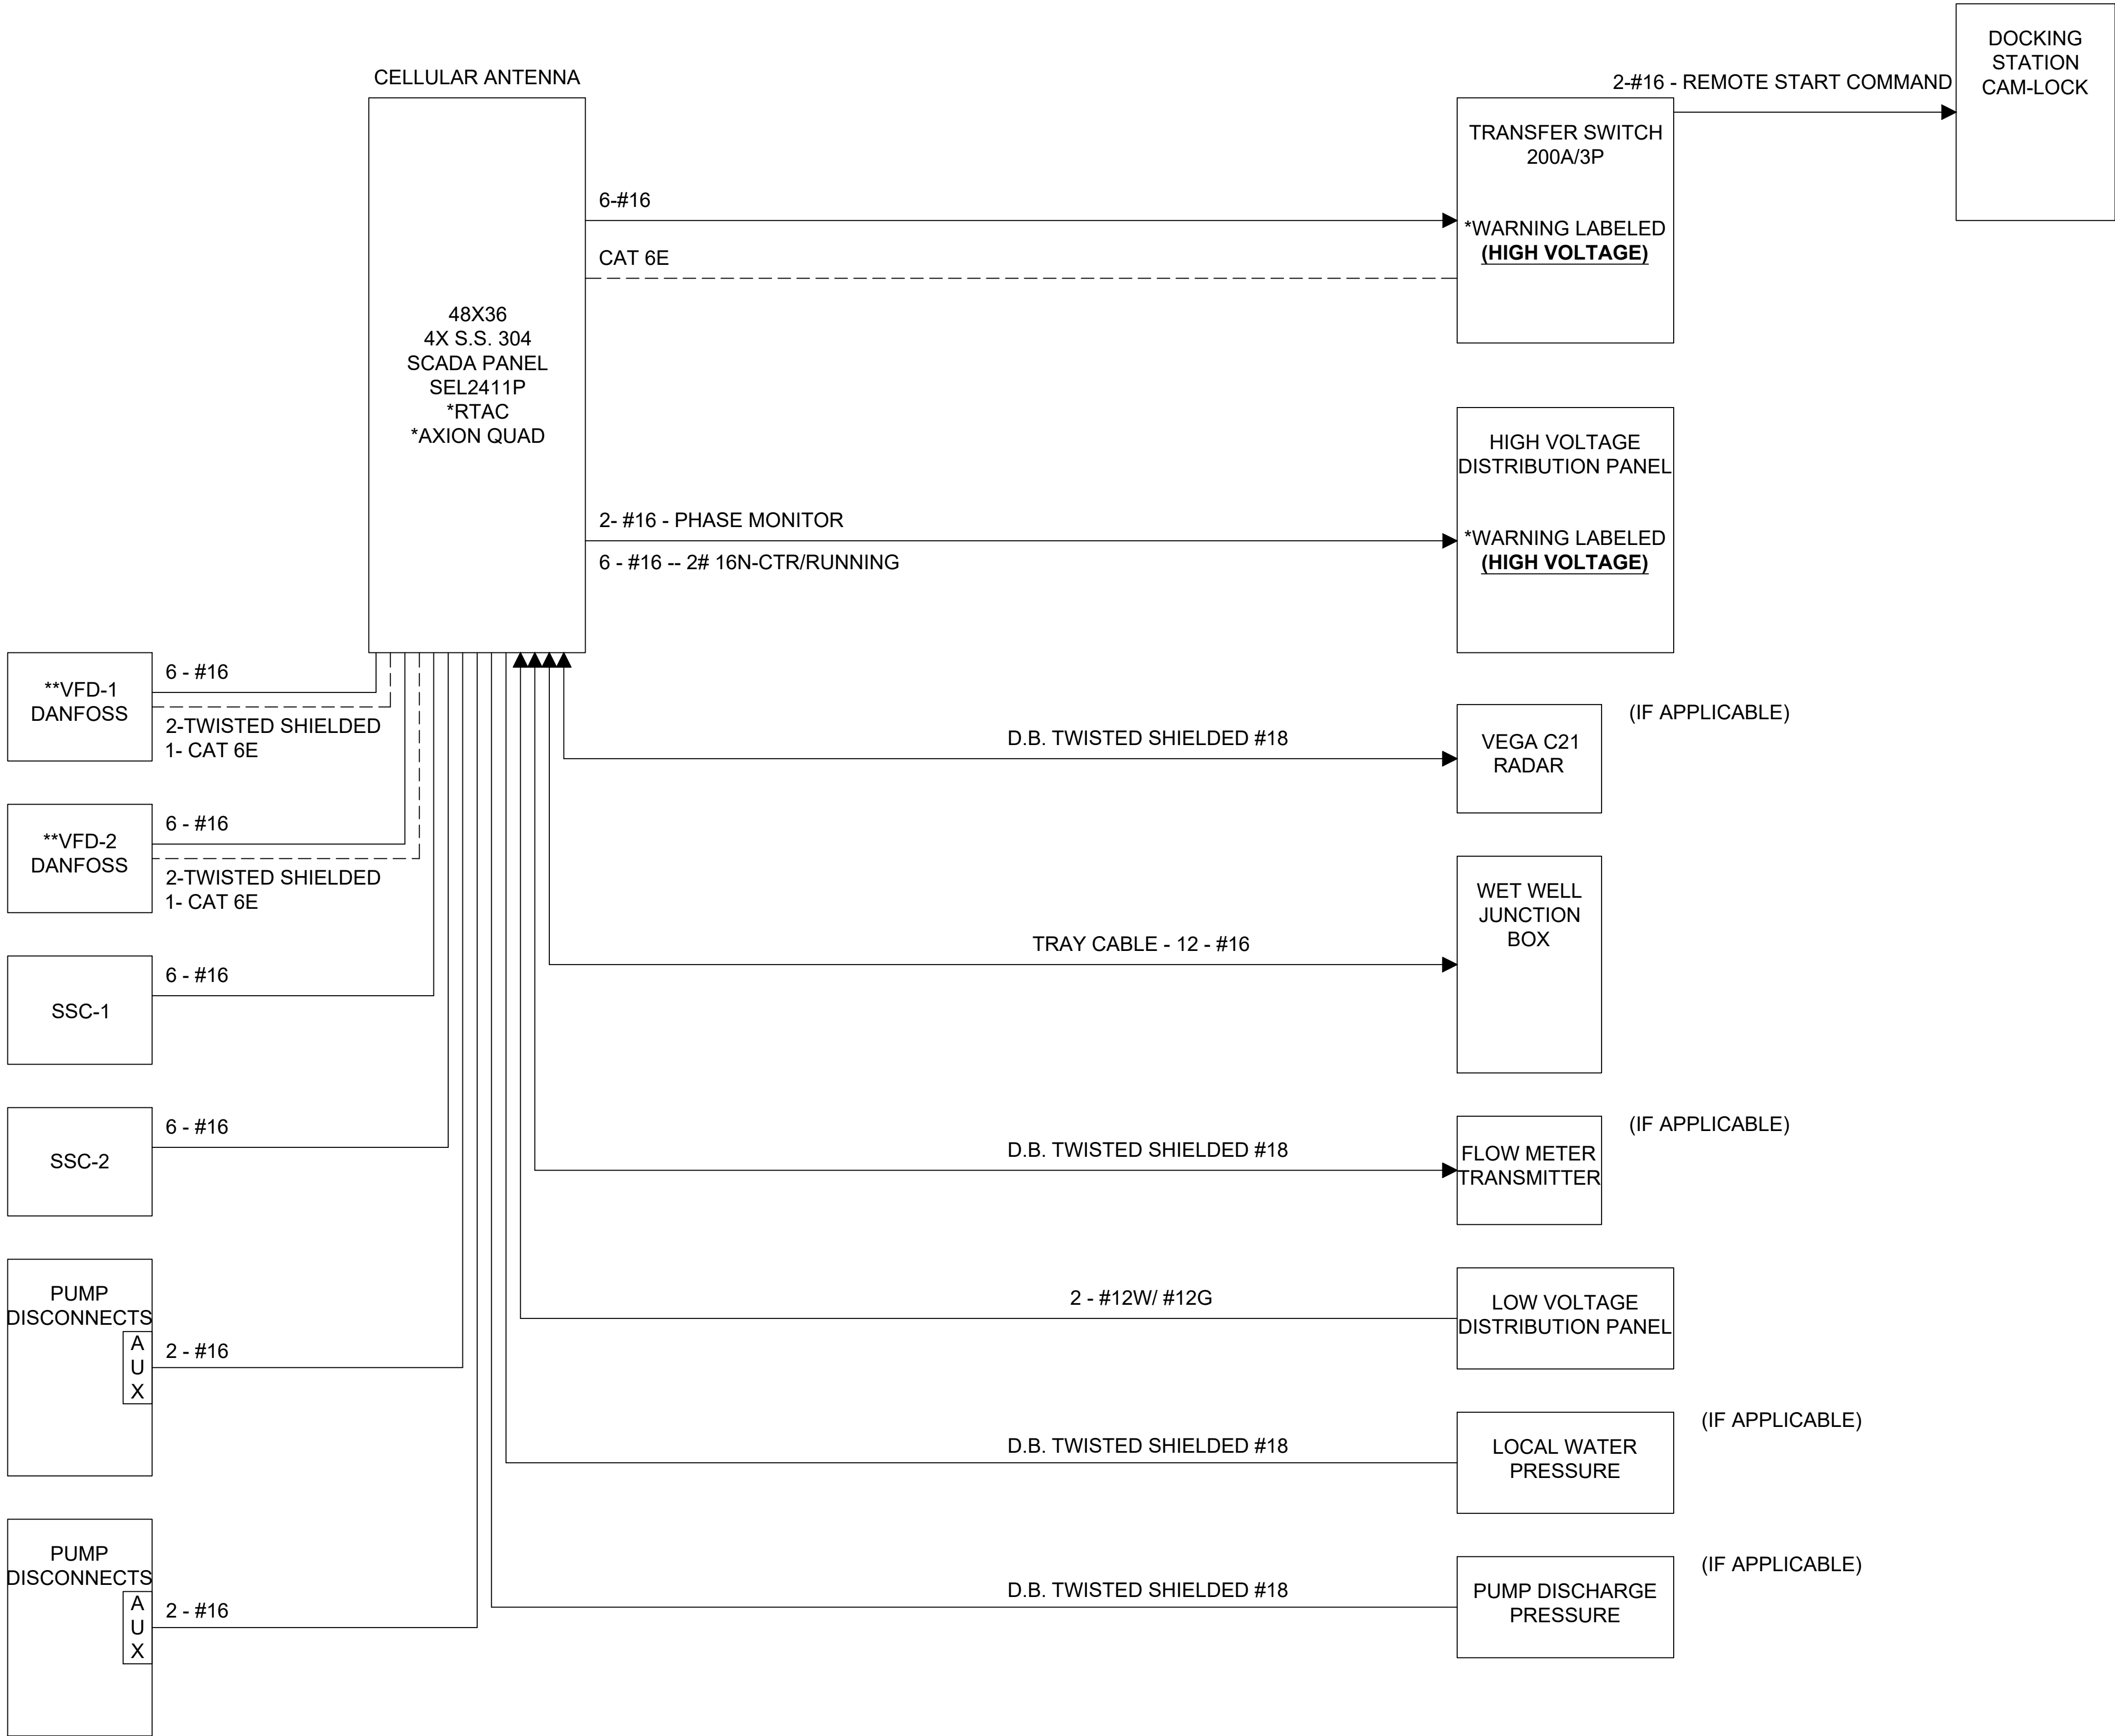 DOCKING
STATION
CAM-LOCK
CELLULAR ANTENNA
2-#16 - REMOTE START COMMAND
TRANSFER SWITCH
200A/3P
*WARNING LABELED
(HIGH VOLTAGE)
6-#16
CAT 6E
48X36
4X S.S. 304
SCADA PANEL
SEL2411P
*RTAC
*AXION QUAD
HIGH VOLTAGE
DISTRIBUTION PANEL
*WARNING LABELED
(HIGH VOLTAGE)
2- #16 - PHASE MONITOR
6 - #16 -- 2# 16N-CTR/RUNNING
**VFD-1
DANFOSS
6 - #16
2-TWISTED SHIELDED
1- CAT 6E
D.B. TWISTED SHIELDED #18
VEGA C21
RADAR
(IF APPLICABLE)
**VFD-2
DANFOSS
6 - #16
2-TWISTED SHIELDED
1- CAT 6E
TRAY CABLE - 12 - #16
WET WELL
JUNCTION
BOX
SSC-1
6 - #16
SSC-2
6 - #16
D.B. TWISTED SHIELDED #18
FLOW METER
TRANSMITTER
(IF APPLICABLE)
PUMP
DISCONNECTS
A
U
X
2 - #16
2 - #12W/ #12G
LOW VOLTAGE
DISTRIBUTION PANEL
D.B. TWISTED SHIELDED #18
LOCAL WATER
PRESSURE
(IF APPLICABLE)
PUMP
DISCONNECTS
A
U
X
2 - #16
D.B. TWISTED SHIELDED #18
PUMP DISCHARGE
PRESSURE
(IF APPLICABLE)